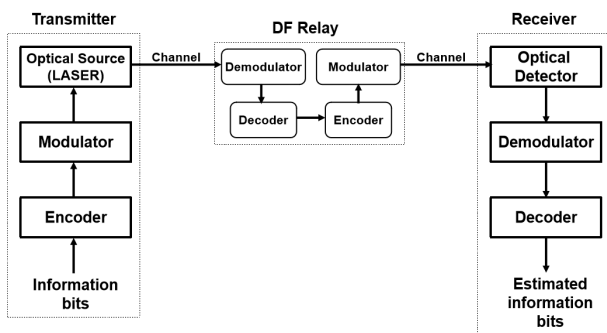 Transmitter
Optical Source
(LASER)
Modulator
Encoder
Information
bits
Channel
DF Relay
Demodulator
Modulator
Decoder
Encoder
Channel
Receiver
Optical
Detector
Demodulator
Decoder
Estimated
information
bits